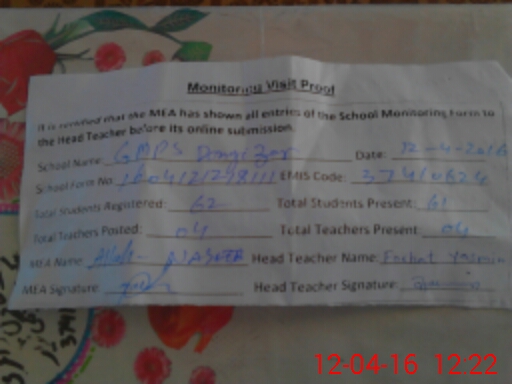 Monitoring Visit Proof
It is certified that the MEA has shown all entries of the School Monitoring Form to
the Head Teacher before its online submission.
School Name: GMPS Date: 12-4-2016
School Form No: EMIS Code: 37410624
Total Students Registered: 62 Total Students Present: 61
Total Teachers Posted: 04 Total Teachers Present: 04
MEA Name: Head Teacher Name: Farhat Yasmin
MEA Signature: Head Teacher Signature:
12-04-16 12:22